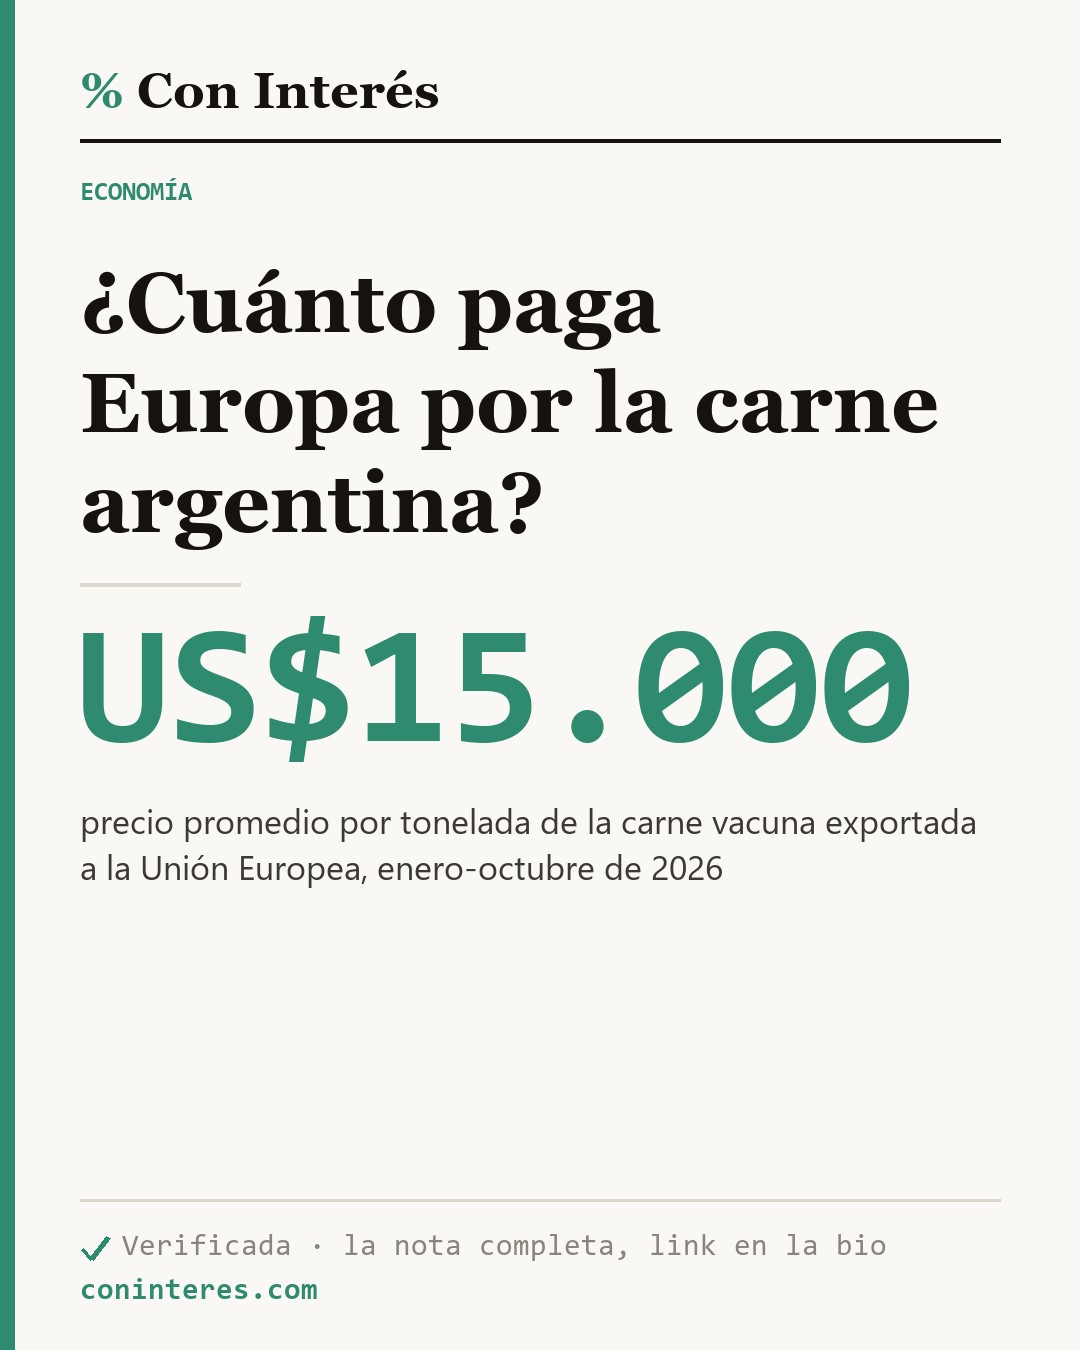 % Con Interés
ECONOMÍA
¿Cuánto paga
Europa por la carne
argentina?
US$15.000
precio promedio por tonelada de la carne vacuna exportada
a la Unión Europea, enero-octubre de 2026
✓ Verificada · la nota completa, link en la bio
coninteres.com